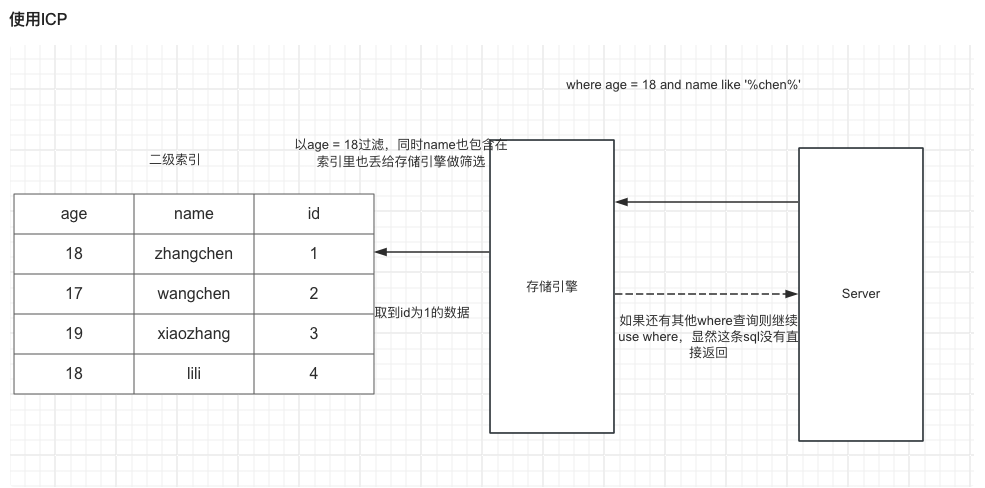 使用ICP
where age = 18 and name like '%chen%'
以age = 18过滤，同时name也包含在
索引里也丢给存储引擎做筛选
二级索引
age name id
18 zhangchen 1
17 wangchen 2
19 xiaozhang 3
18 lili 4
取到id为1的数据
存储引擎
如果还有其他where查询则继续
use where，显然这条sql没有直
接返回
Server